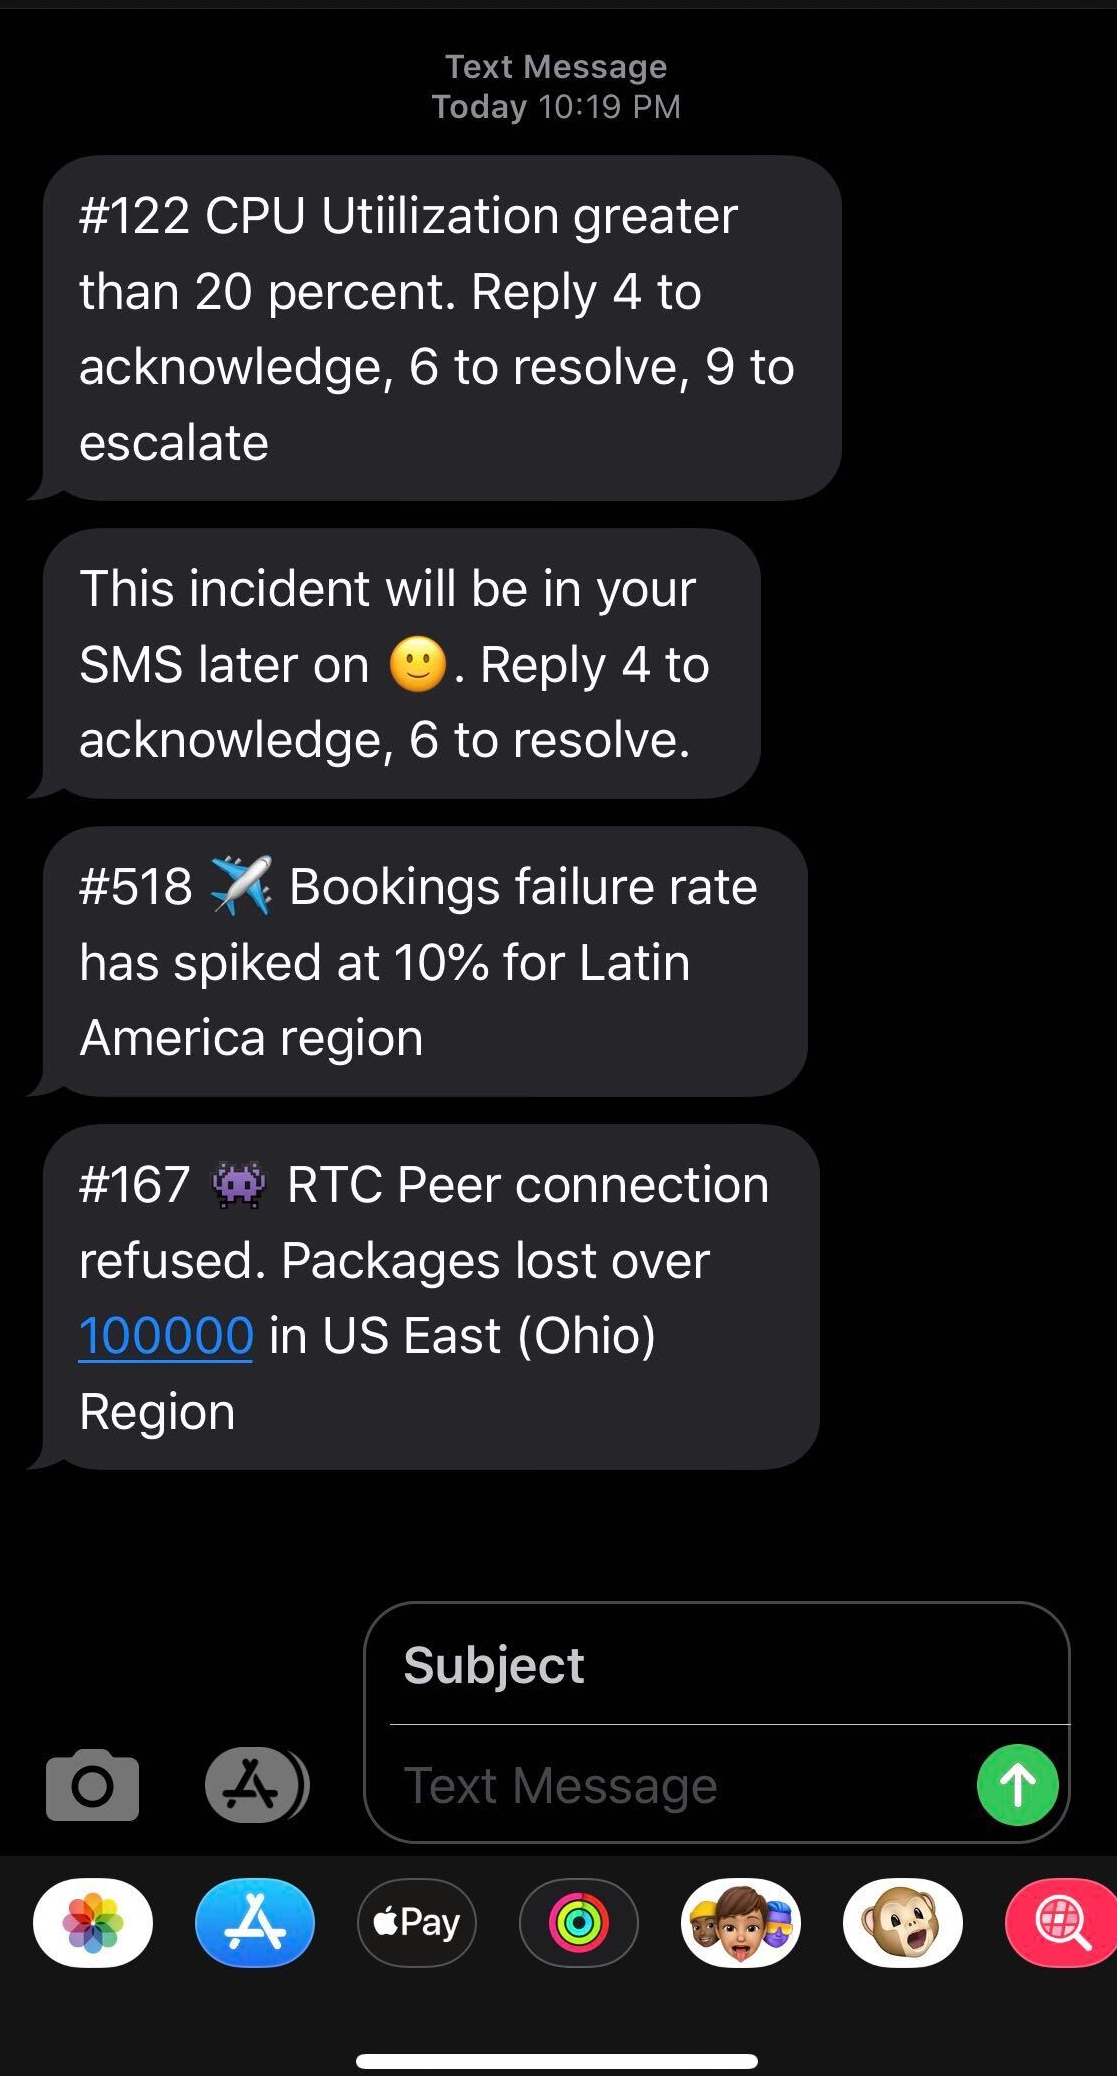 Text Message
Today 10:19 PM
#122 CPU Utiilization greater
than 20 percent. Reply 4 to
acknowledge, 6 to resolve, 9 to
escalate
This incident will be in your
SMS later on 🙂. Reply 4 to
acknowledge, 6 to resolve.
#518 ✈️ Bookings failure rate
has spiked at 10% for Latin
America region
#167 👾 RTC Peer connection
refused. Packages lost over
100000 in US East (Ohio)
Region
Subject
Text Message
Pay